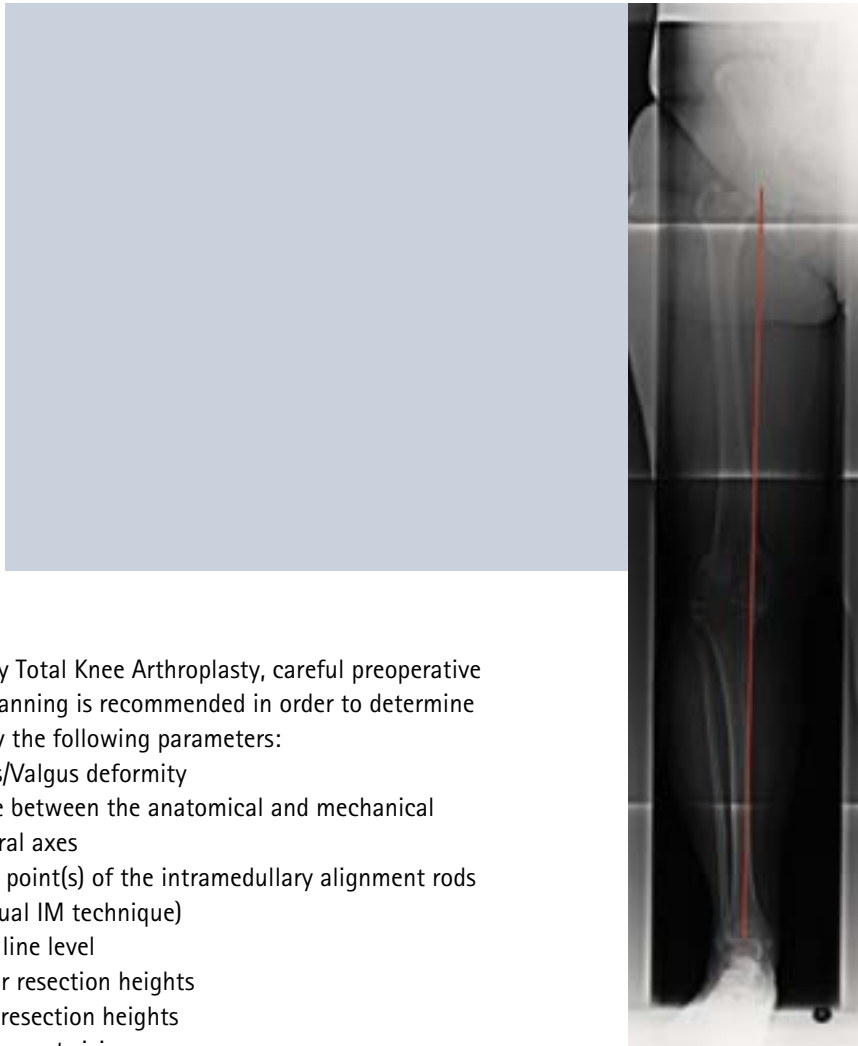 y Total Knee Arthroplasty, careful preoperative
anning is recommended in order to determine
y the following parameters:
s/Valgus deformity
e between the anatomical and mechanical
ral axes
point(s) of the intramedullary alignment rods
ual IM technique)
line level
r resection heights
resection heights